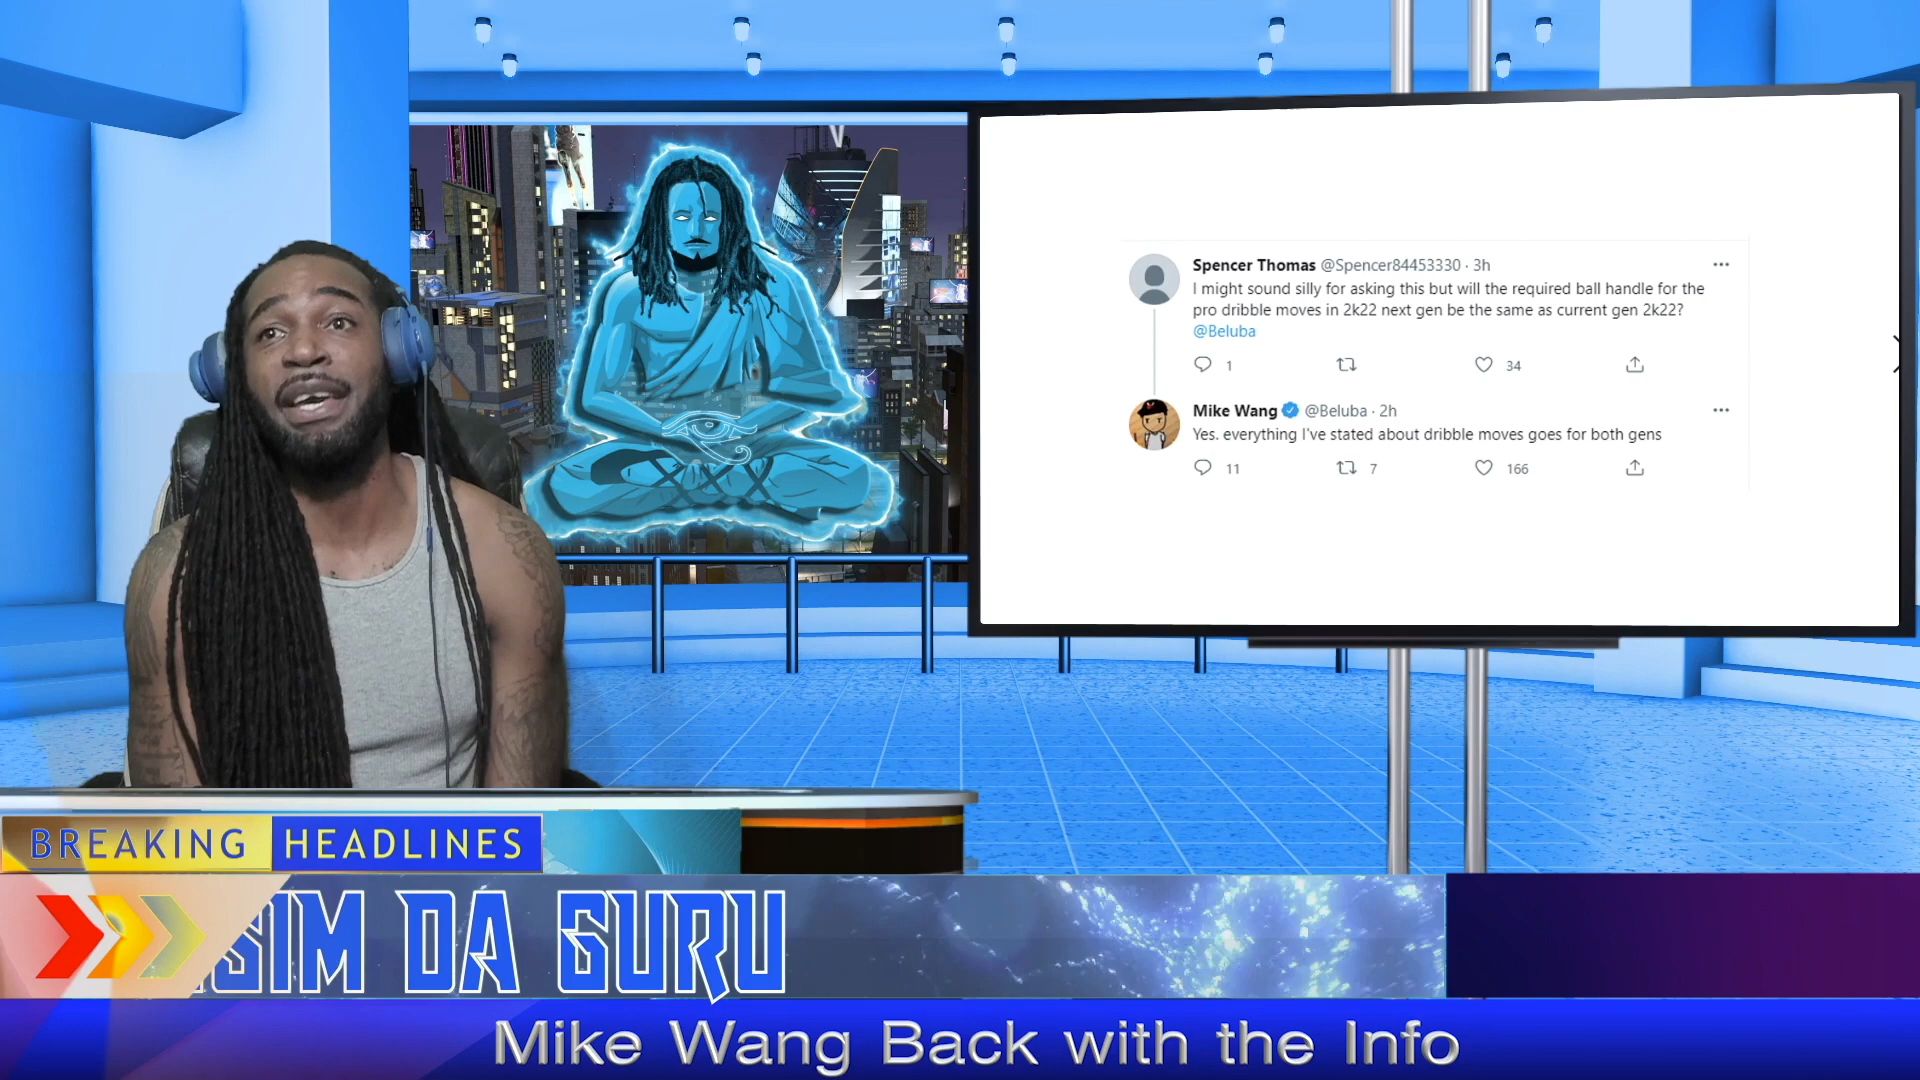 Spencer Thomas @Spencer84453330 · 3h
I might sound silly for asking this but will the required ball handle for the
pro dribble moves in 2k22 next gen be the same as current gen 2k22?
@Beluba
1 34
Mike Wang @Beluba · 2h
Yes. everything I've stated about dribble moves goes for both gens
11 7 166
BREAKING HEADLINES
SIM DA GURU
Mike Wang Back with the Info